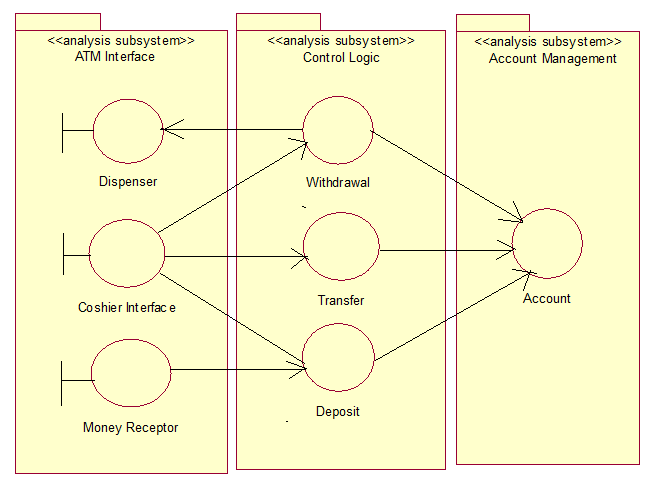 <<analysis subsystem>>
ATM Interface
<<analysis subsystem>>
Control Logic
<<analysis subsystem>>
Account Management
Dispenser
Withdrawal
Coshier Interface
Transfer
Account
Money Receptor
Deposit